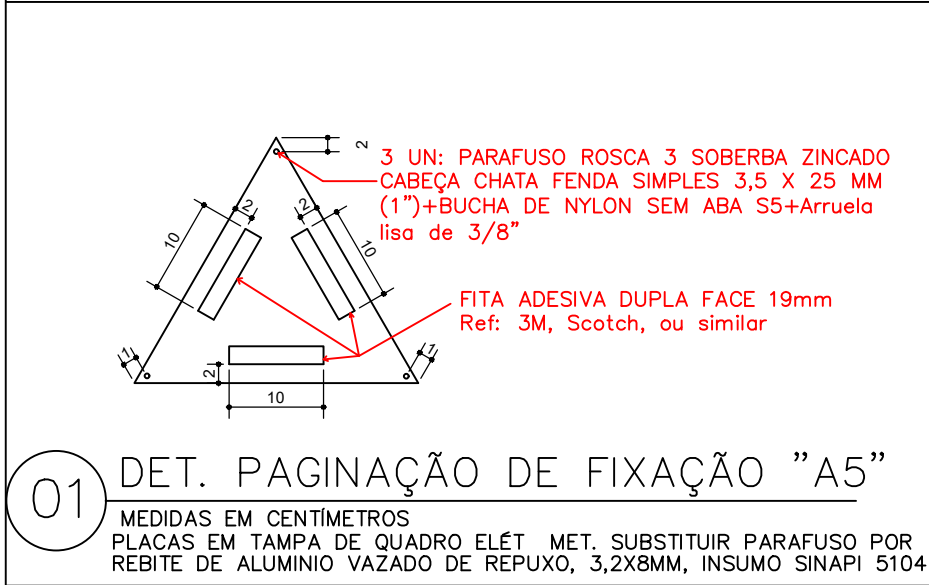 2
3 UN: PARAFUSO ROSCA 3 SOBERBA ZINCADO
CABEÇA CHATA FENDA SIMPLES 3,5 X 25 MM
(1”)+BUCHA DE NYLON SEM ABA S5+Arruela
lisa de 3/8”
2
2
10
10
FITA ADESIVA DUPLA FACE 19mm
Ref: 3M, Scotch, ou similar
1
1
2
10
01
DET. PAGINAÇÃO DE FIXAÇÃO ”A5”
MEDIDAS EM CENTÍMETROS
PLACAS EM TAMPA DE QUADRO ELÉT MET. SUBSTITUIR PARAFUSO POR
REBITE DE ALUMINIO VAZADO DE REPUXO, 3,2X8MM, INSUMO SINAPI 5104